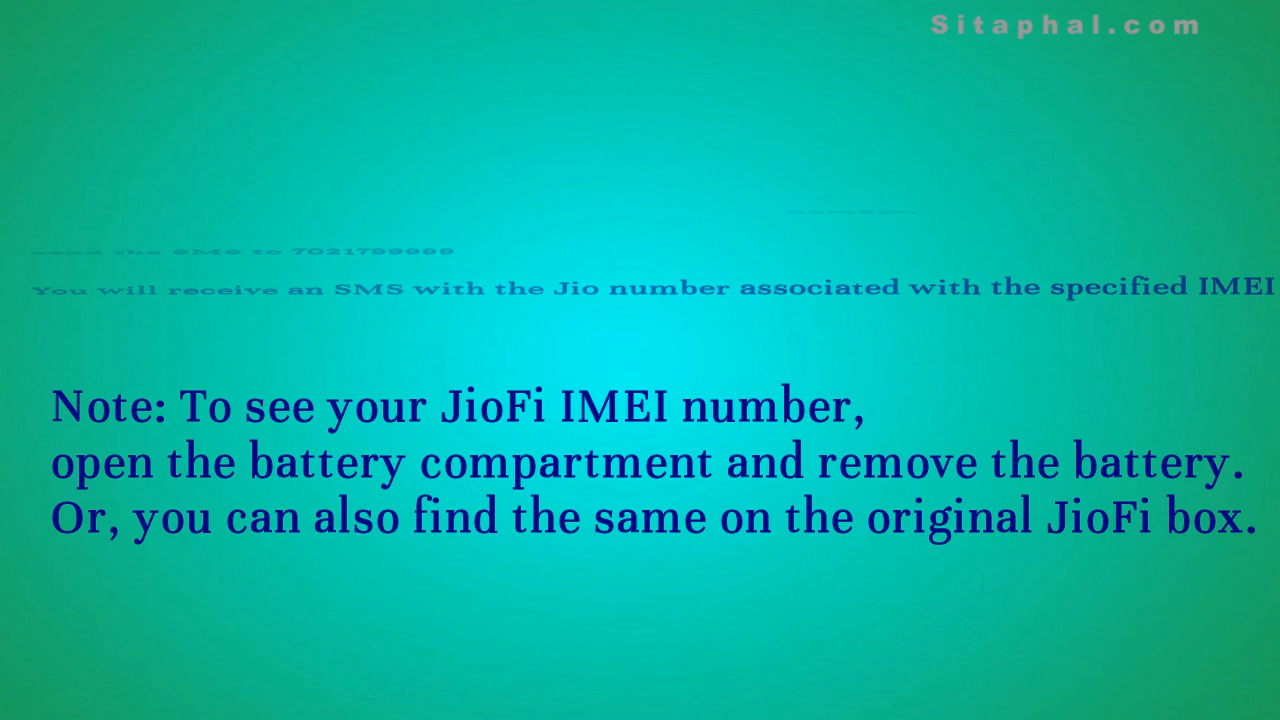 Sitaphal.com
number.
send the SMS to 7021799999
You will receive an SMS with the Jio number associated with the specified IMEI
Note: To see your JioFi IMEI number,
open the battery compartment and remove the battery.
Or, you can also find the same on the original JioFi box.